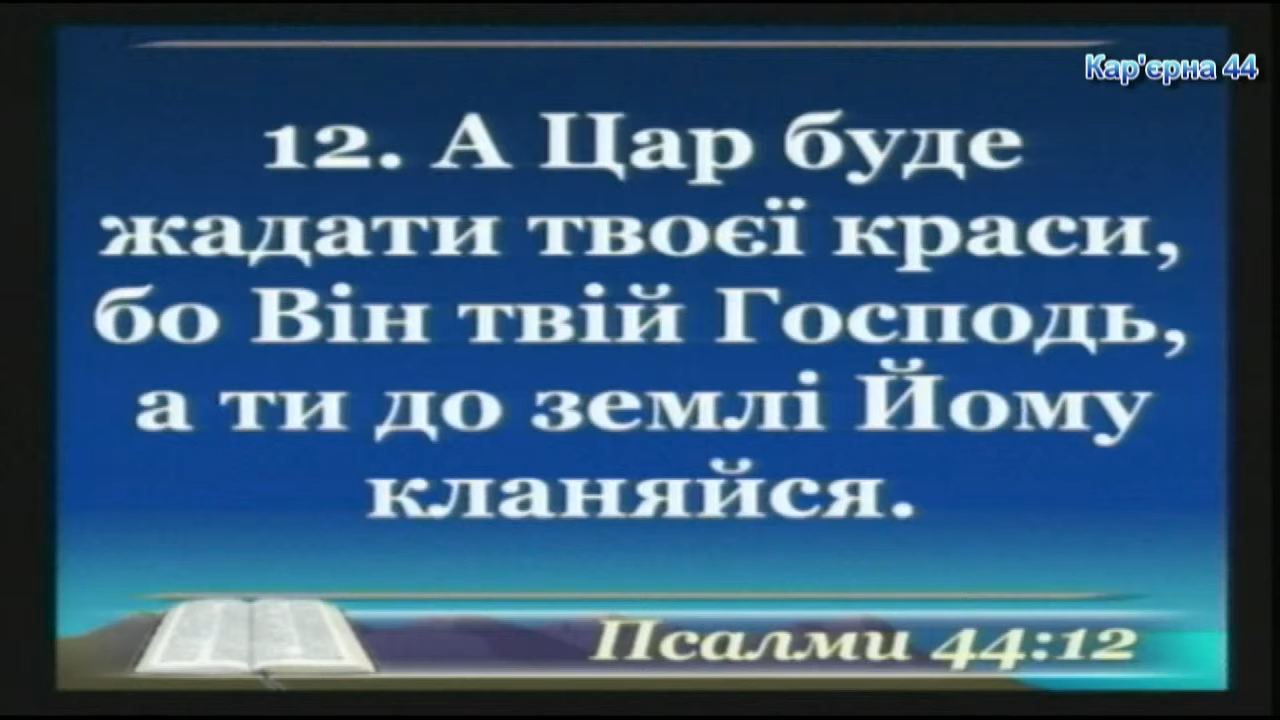 Кар'єрна 44
12. А Цар буде
жадати твоєї краси,
бо Він твій Господь,
а ти до землі Йому
кланяйся.
Псалми 44:12